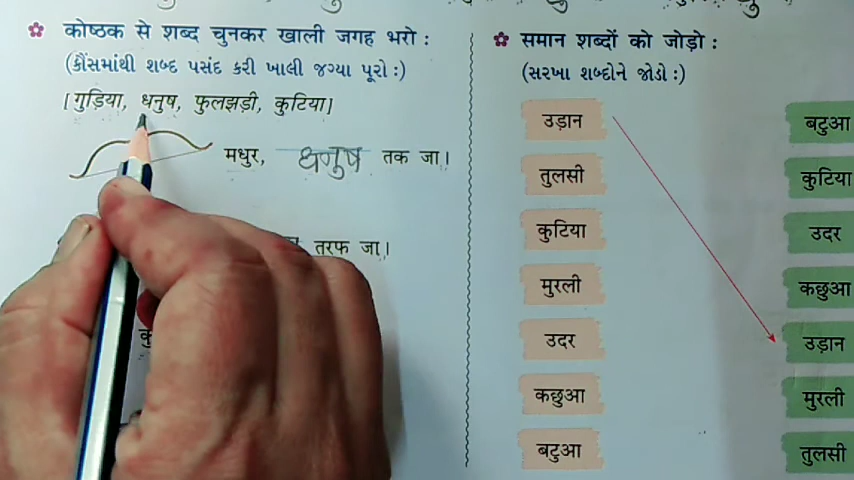 कोष्ठक से शब्द चुनकर खाली जगह भरो :
(કૌંસમાંથી શબ્દ પસંદ કરી ખાલી જગ્યા પૂરો :)
[गुड़िया, धनुष, फुलझड़ी, कुटिया]
मधुर, धनुष तक जा।
तरफ जा।
समान शब्दों को जोड़ो :
(સરખા શબ્દોને જોડો :)
उड़ान बटुआ
तुलसी कुटिया
कुटिया उदर
मुरली कछुआ
उदर उड़ान
कछुआ मुरली
बटुआ तुलसी